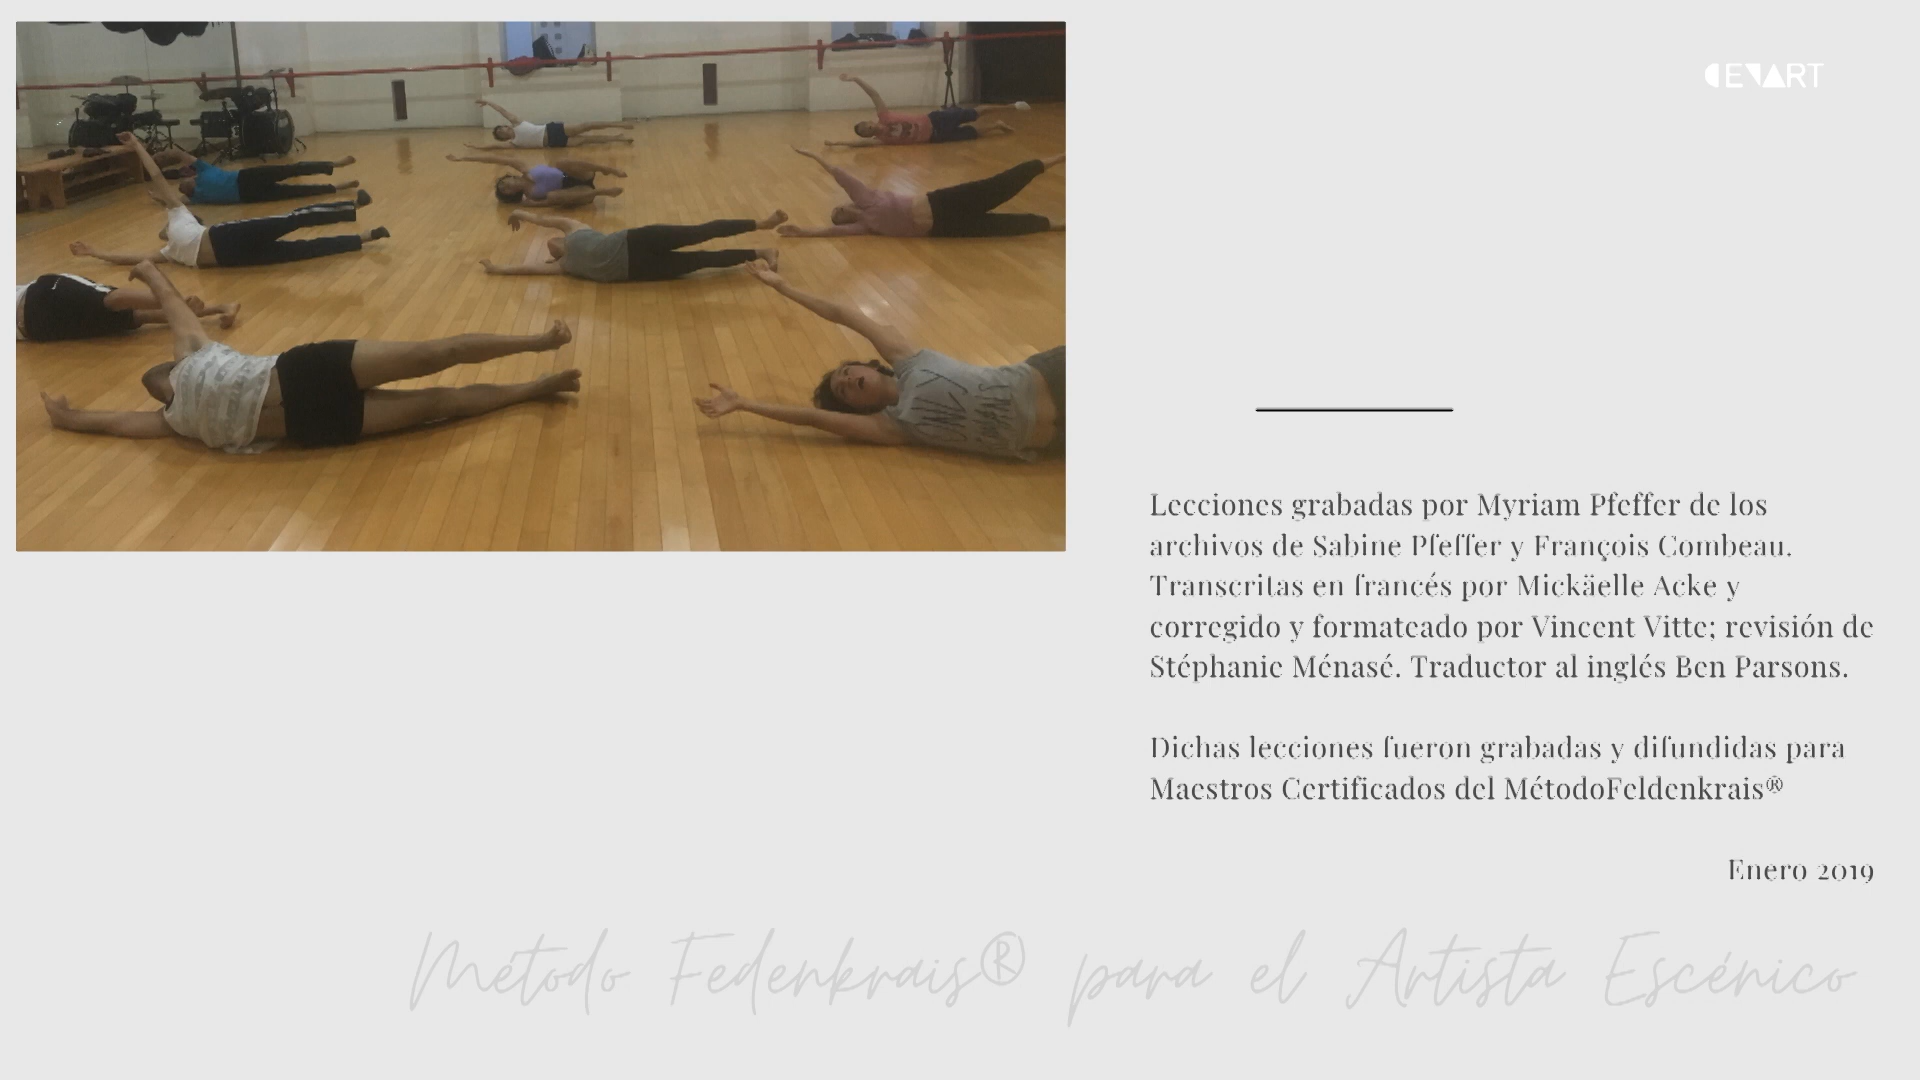 CEVART
Lecciones grabadas por Myriam Pfeffer de los
archivos de Sabine Pfeffer y François Combeau.
Transcritas en francés por Mickäelle Acke y
corregido y formateado por Vincent Vitte; revisión de
Stéphanie Ménasé. Traductor al inglés Ben Parsons.
Dichas lecciones fueron grabadas y difundidas para
Maestros Certificados del MétodoFeldenkrais®
Enero 2019
Método Fedenkrais® para el Artista Escénico